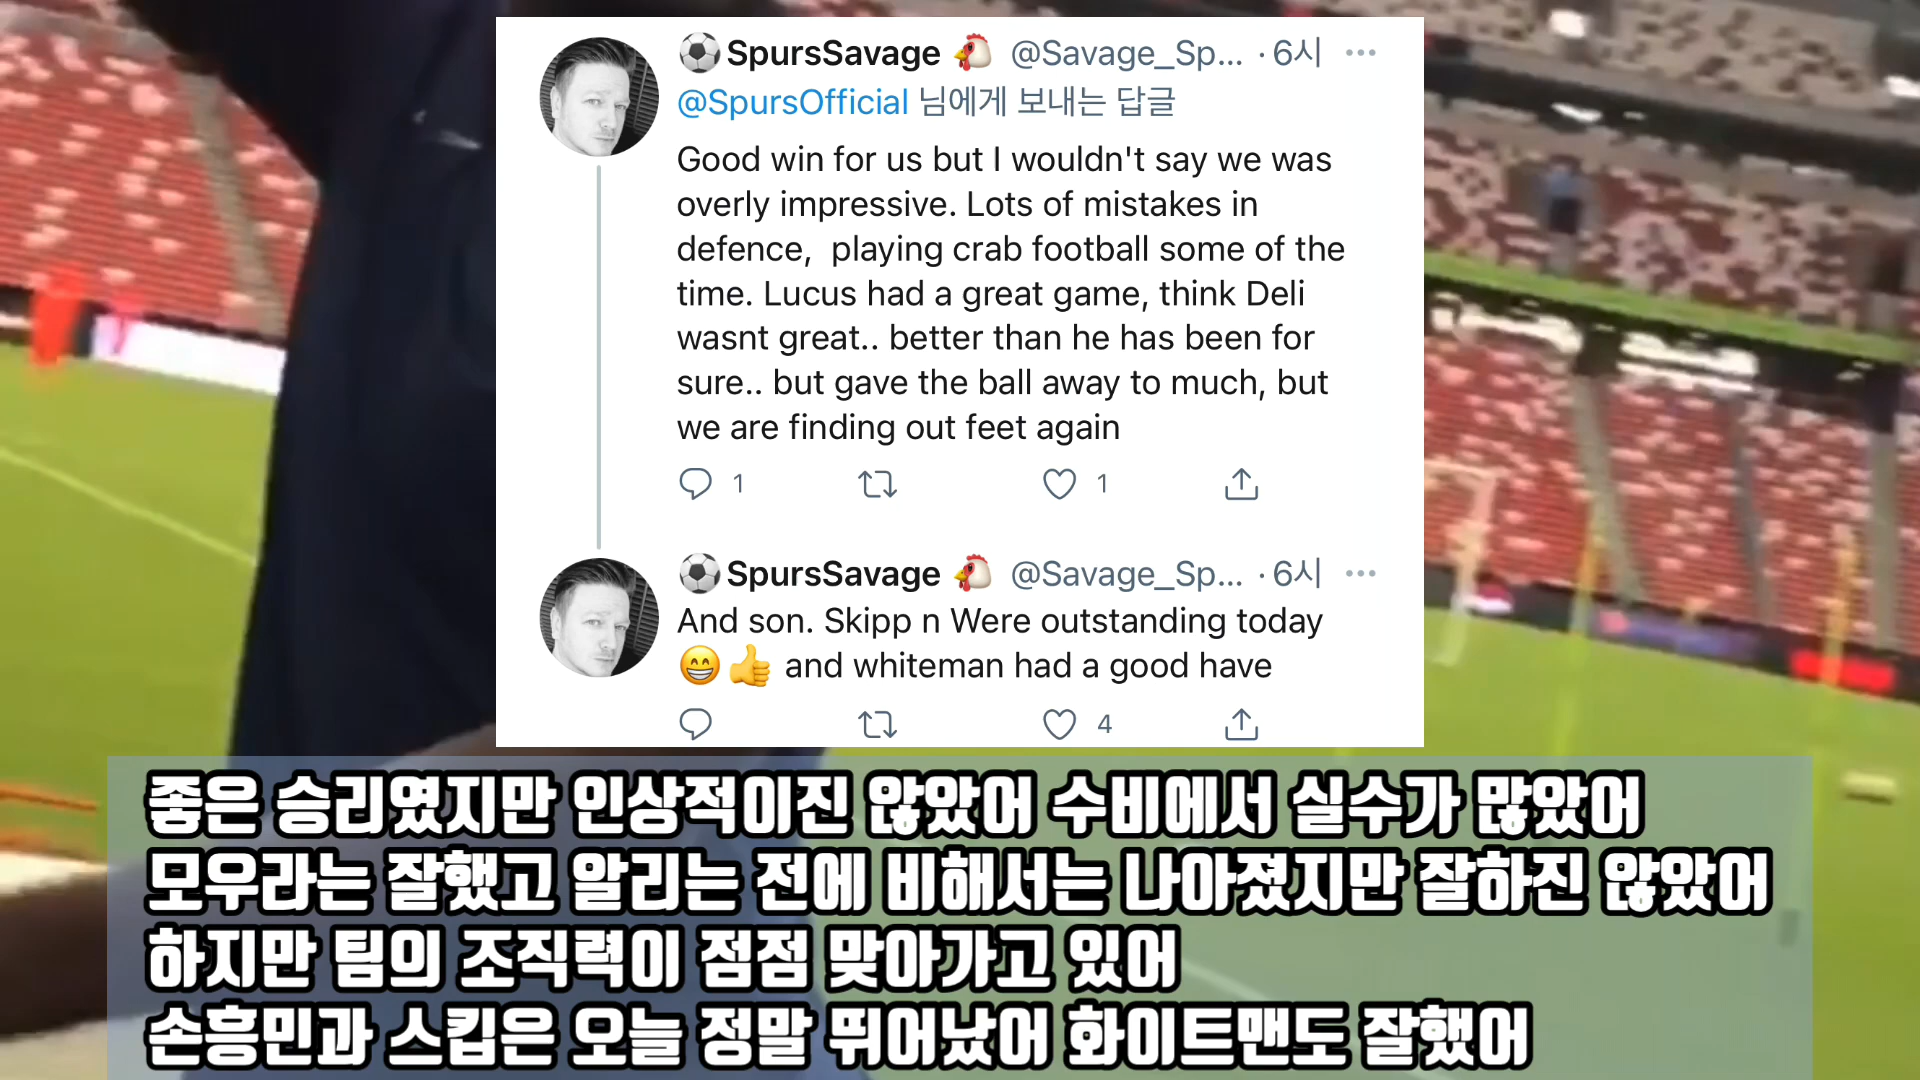 ⚽SpursSavage🐔 @Savage_Sp... · 6시 ···
@SpursOfficial 님에게 보내는 답글
Good win for us but I wouldn't say we was
overly impressive. Lots of mistakes in
defence,  playing crab football some of the
time. Lucus had a great game, think Deli
wasnt great.. better than he has been for
sure.. but gave the ball away to much, but
we are finding out feet again
1 1
⚽SpursSavage🐔 @Savage_Sp... · 6시 ···
And son. Skipp n Were outstanding today
😁👍 and whiteman had a good have
4
좋은 승리였지만 인상적이진 않았어 수비에서 실수가 많았어
모우라는 잘했고 알리는 전에 비해서는 나아졌지만 잘하진 않았어
하지만 팀의 조직력이 점점 맞아가고 있어
손흥민과 스킵은 오늘 정말 뛰어났어 화이트맨도 잘했어